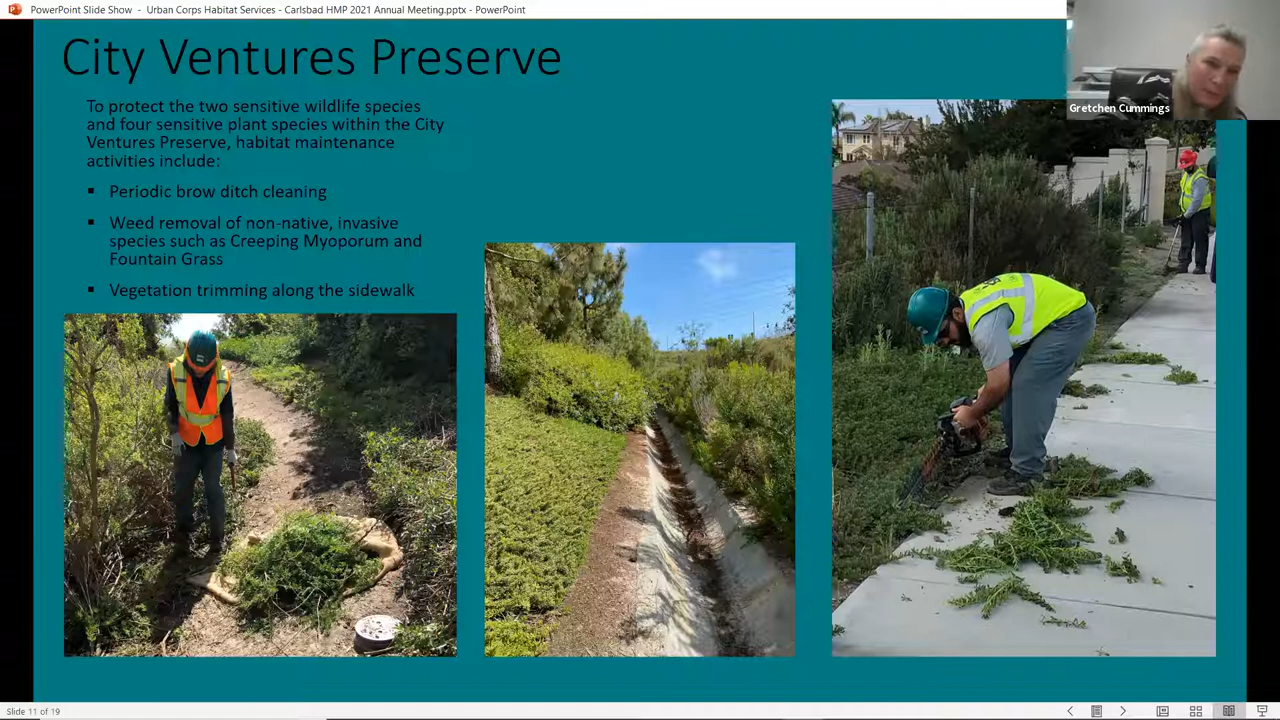 PowerPoint Slide Show - Urban Corps Habitat Services - Carlsbad HMP 2021 Annual Meeting.pptx - PowerPoint
City Ventures Preserve
Gretchen Cummings
To protect the two sensitive wildlife species
and four sensitive plant species within the City
Ventures Preserve, habitat maintenance
activities include:
▪ Periodic brow ditch cleaning
▪ Weed removal of non-native, invasive
species such as Creeping Myoporum and
Fountain Grass
▪ Vegetation trimming along the sidewalk
Slide 11 of 19